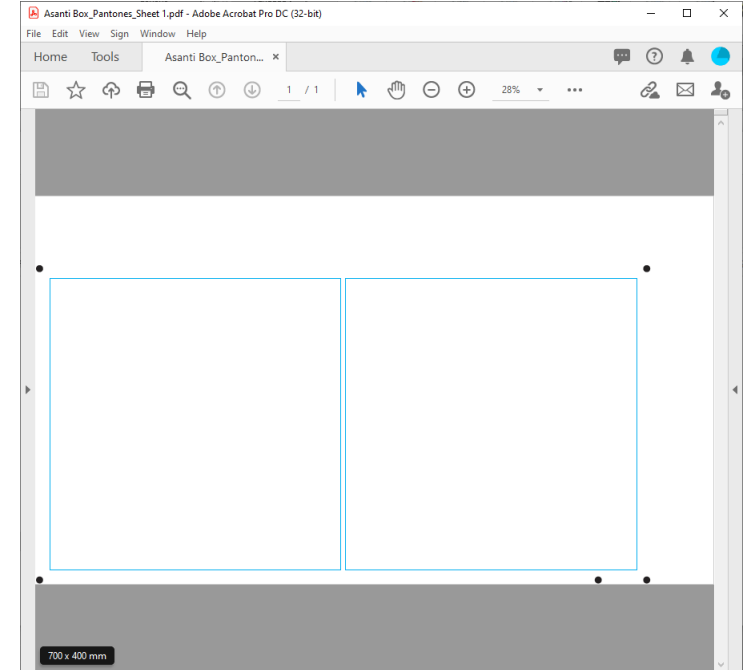 Asanti Box_Pantones_Sheet 1.pdf - Adobe Acrobat Pro DC (32-bit)
File Edit View Sign Window Help
Home Tools Asanti Box_Panton... ×
1 / 1 28%
700 x 400 mm